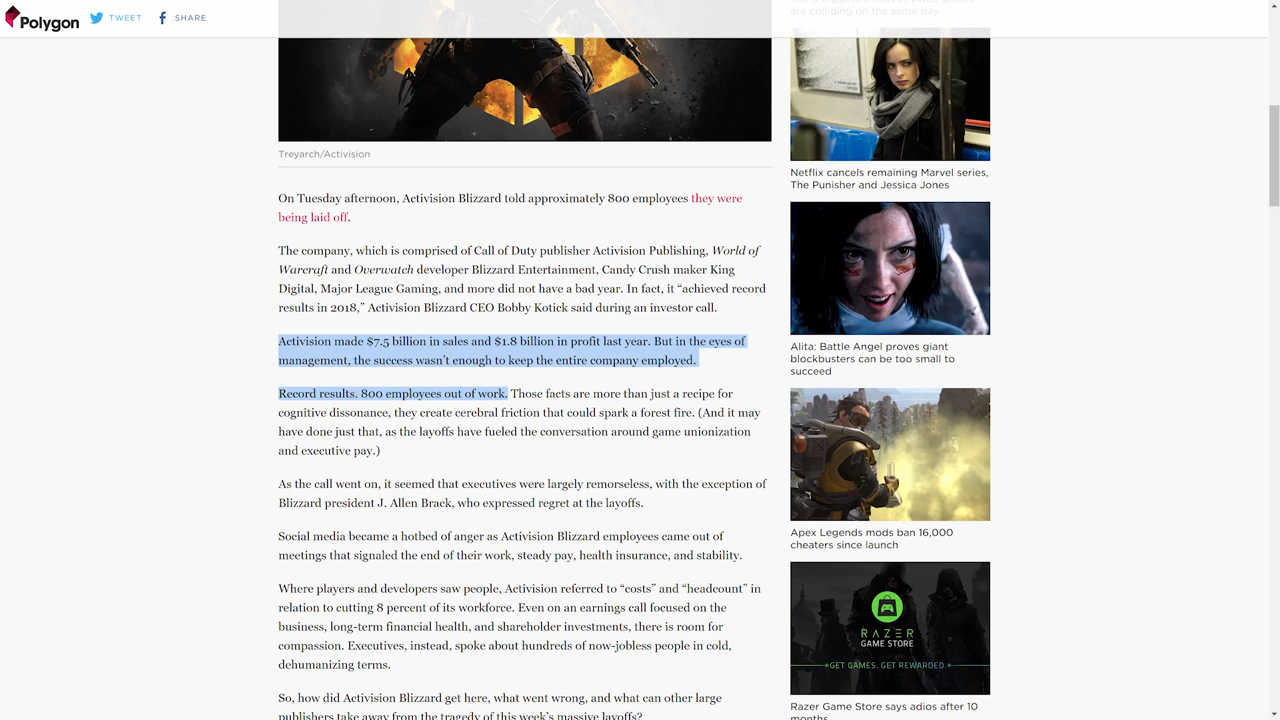 Polygon
TWEET
SHARE
are colliding on the same day
Treyarch/Activision
On Tuesday afternoon, Activision Blizzard told approximately 800 employees they were
being laid off.
The company, which is comprised of Call of Duty publisher Activision Publishing, World of
Warcraft and Overwatch developer Blizzard Entertainment, Candy Crush maker King
Digital, Major League Gaming, and more did not have a bad year. In fact, it “achieved record
results in 2018,” Activision Blizzard CEO Bobby Kotick said during an investor call.
Activision made $7.5 billion in sales and $1.8 billion in profit last year. But in the eyes of
management, the success wasn’t enough to keep the entire company employed.
Record results. 800 employees out of work. Those facts are more than just a recipe for
cognitive dissonance, they create cerebral friction that could spark a forest fire. (And it may
have done just that, as the layoffs have fueled the conversation around game unionization
and executive pay.)
As the call went on, it seemed that executives were largely remorseless, with the exception of
Blizzard president J. Allen Brack, who expressed regret at the layoffs.
Social media became a hotbed of anger as Activision Blizzard employees came out of
meetings that signaled the end of their work, steady pay, health insurance, and stability.
Where players and developers saw people, Activision referred to “costs” and “headcount” in
relation to cutting 8 percent of its workforce. Even on an earnings call focused on the
business, long-term financial health, and shareholder investments, there is room for
compassion. Executives, instead, spoke about hundreds of now-jobless people in cold,
dehumanizing terms.
So, how did Activision Blizzard get here, what went wrong, and what can other large
publishers take away from the tragedy of this week’s massive layoffs?
Netflix cancels remaining Marvel series,
The Punisher and Jessica Jones
Alita: Battle Angel proves giant
blockbusters can be too small to
succeed
Apex Legends mods ban 16,000
cheaters since launch
RAZER
GAME STORE
GET GAMES. GET REWARDED.
Razer Game Store says adios after 10
months